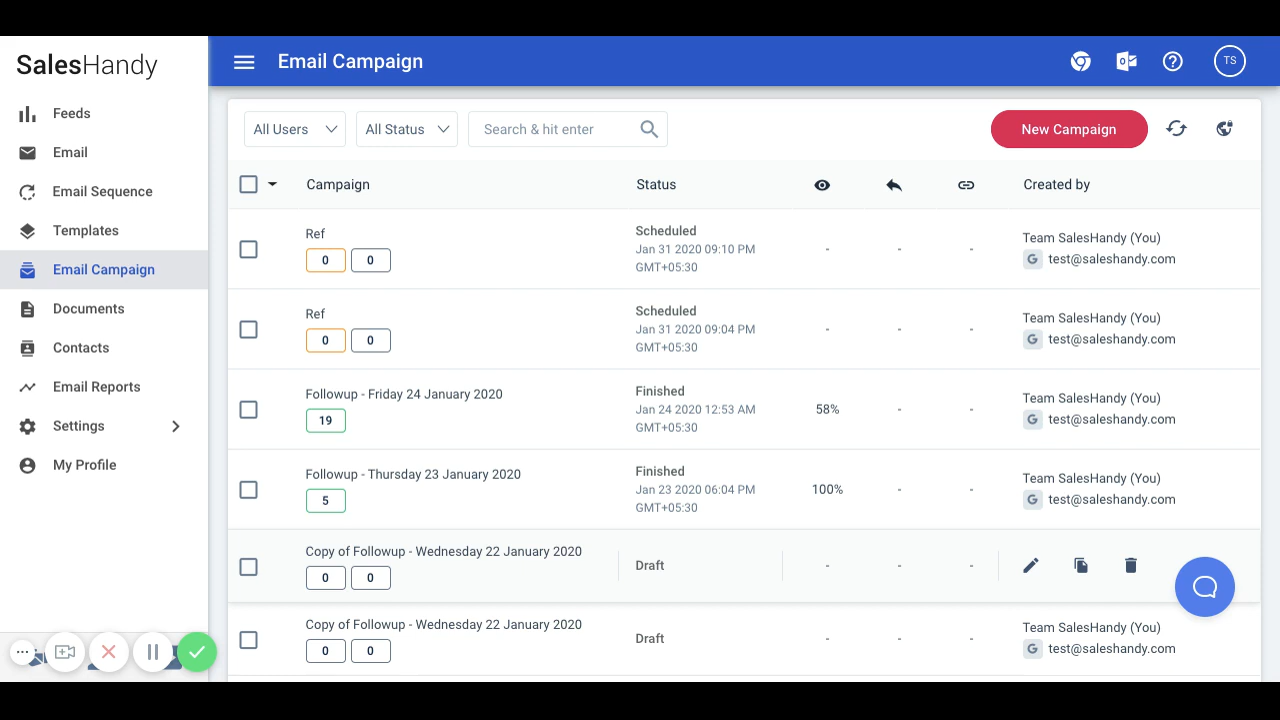 SalesHandy
Feeds
Email
Email Sequence
Templates
Email Campaign
Documents
Contacts
Email Reports
Settings
My Profile
Email Campaign
TS
All Users
All Status
Search & hit enter
New Campaign
Campaign
Status
Created by
Ref
0 0
Scheduled
Jan 31 2020 09:10 PM
GMT+05:30
- - -
Team SalesHandy (You)
G test@saleshandy.com
Ref
0 0
Scheduled
Jan 31 2020 09:04 PM
GMT+05:30
- - -
Team SalesHandy (You)
G test@saleshandy.com
Followup - Friday 24 January 2020
19
Finished
Jan 24 2020 12:53 AM
GMT+05:30
58% - -
Team SalesHandy (You)
G test@saleshandy.com
Followup - Thursday 23 January 2020
5
Finished
Jan 23 2020 06:04 PM
GMT+05:30
100% - -
Team SalesHandy (You)
G test@saleshandy.com
Copy of Followup - Wednesday 22 January 2020
0 0
Draft
- - -
Copy of Followup - Wednesday 22 January 2020
0 0
Draft
- - -
Team SalesHandy (You)
G test@saleshandy.com